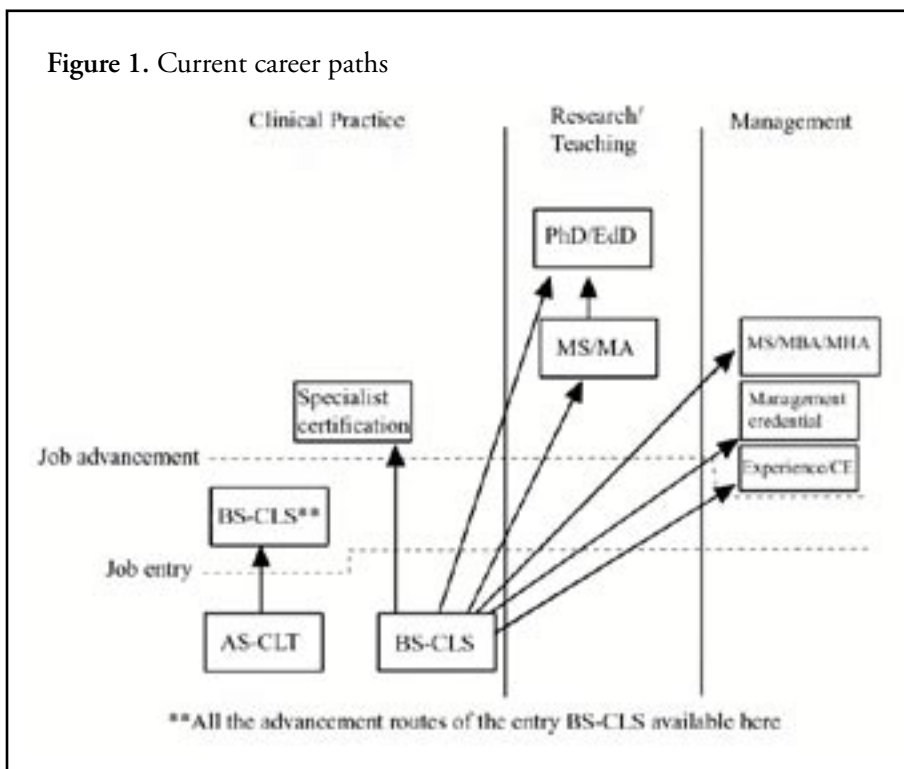 Figure 1. Current career paths
Clinical Practice
Research/
Teaching
Management
PhD/EdD
MS/MA
MS/MBA/MHA
Specialist
certification
Management
credential
Job advancement
Experience/CE
BS-CLS**
Job entry
AS-CLT
BS-CLS
**All the advancement routes of the entry BS-CLS available here